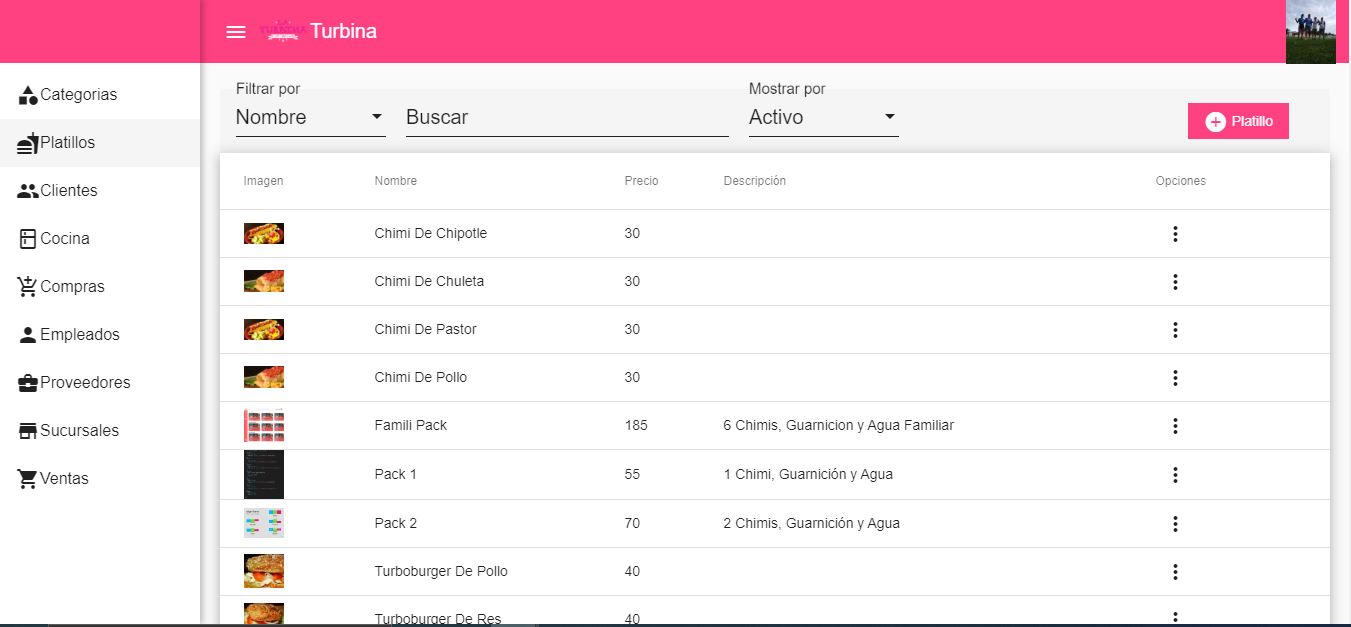 TURBINA Turbina
Categorias
Platillos
Clientes
Cocina
Compras
Empleados
Proveedores
Sucursales
Ventas
Filtrar por
Nombre
Buscar
Mostrar por
Activo
Platillo
Imagen Nombre Precio Descripción Opciones
Chimi De Chipotle 30
Chimi De Chuleta 30
Chimi De Pastor 30
Chimi De Pollo 30
Famili Pack 185 6 Chimis, Guarnicion y Agua Familiar
Pack 1 55 1 Chimi, Guarnición y Agua
Pack 2 70 2 Chimis, Guarnición y Agua
Turboburger De Pollo 40
Turboburger De Res 40